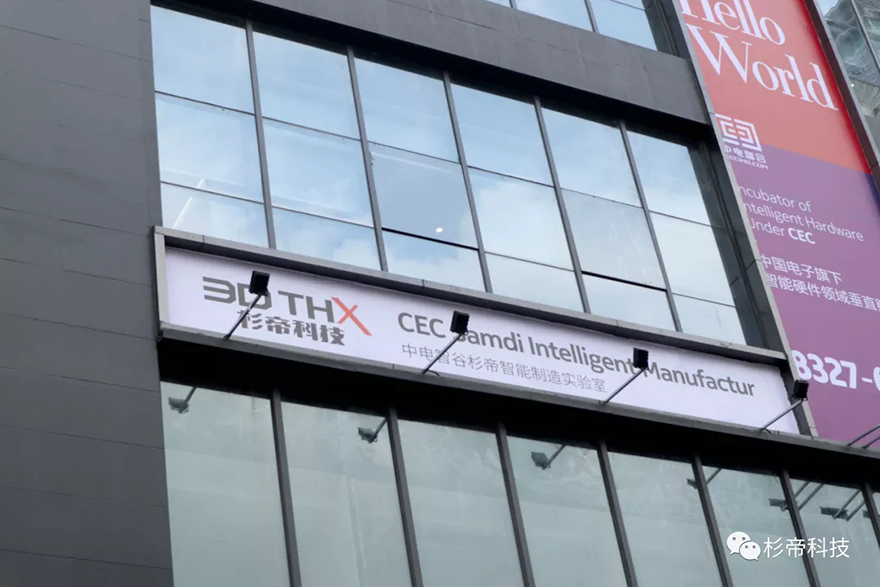 Hello
World
中电智谷
Incubator of
Intelligent Hardware
Under CEC
中国电子旗下
智能硬件领域垂直
8327-
3D THX
杉帝科技
CEC Samdi Intelligent Manufactur
中电智谷杉帝智能制造实验室
杉帝科技